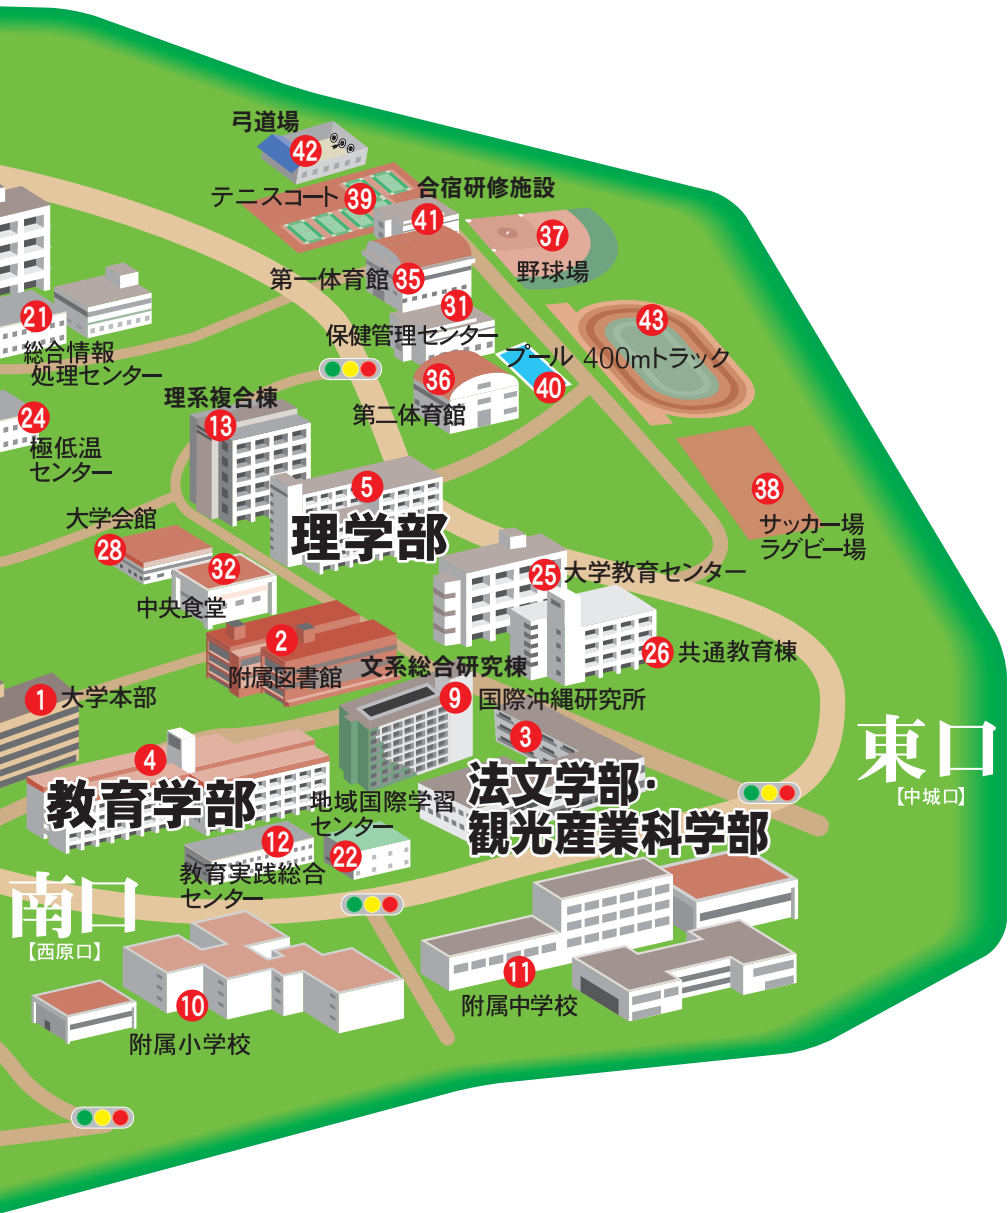 弓道場
42
テニスコート 39
合宿研修施設
41
37
野球場
第一体育館 35
31
保健管理センター
43
プール 400mトラック
40
36
第二体育館
21
総合情報
処理センター
24
極低温
センター
理系複合棟
13
5
理学部
38
サッカー場
ラグビー場
大学会館
28
32
中央食堂
25 大学教育センター
26 共通教育棟
2
附属図書館
文系総合研究棟
9 国際沖縄研究所
1 大学本部
3
4
教育学部
法文学部・
観光産業科学部
地域国際学習
センター
22
12
教育実践総合
センター
東口
【中城口】
南口
【西原口】
11
附属中学校
10
附属小学校